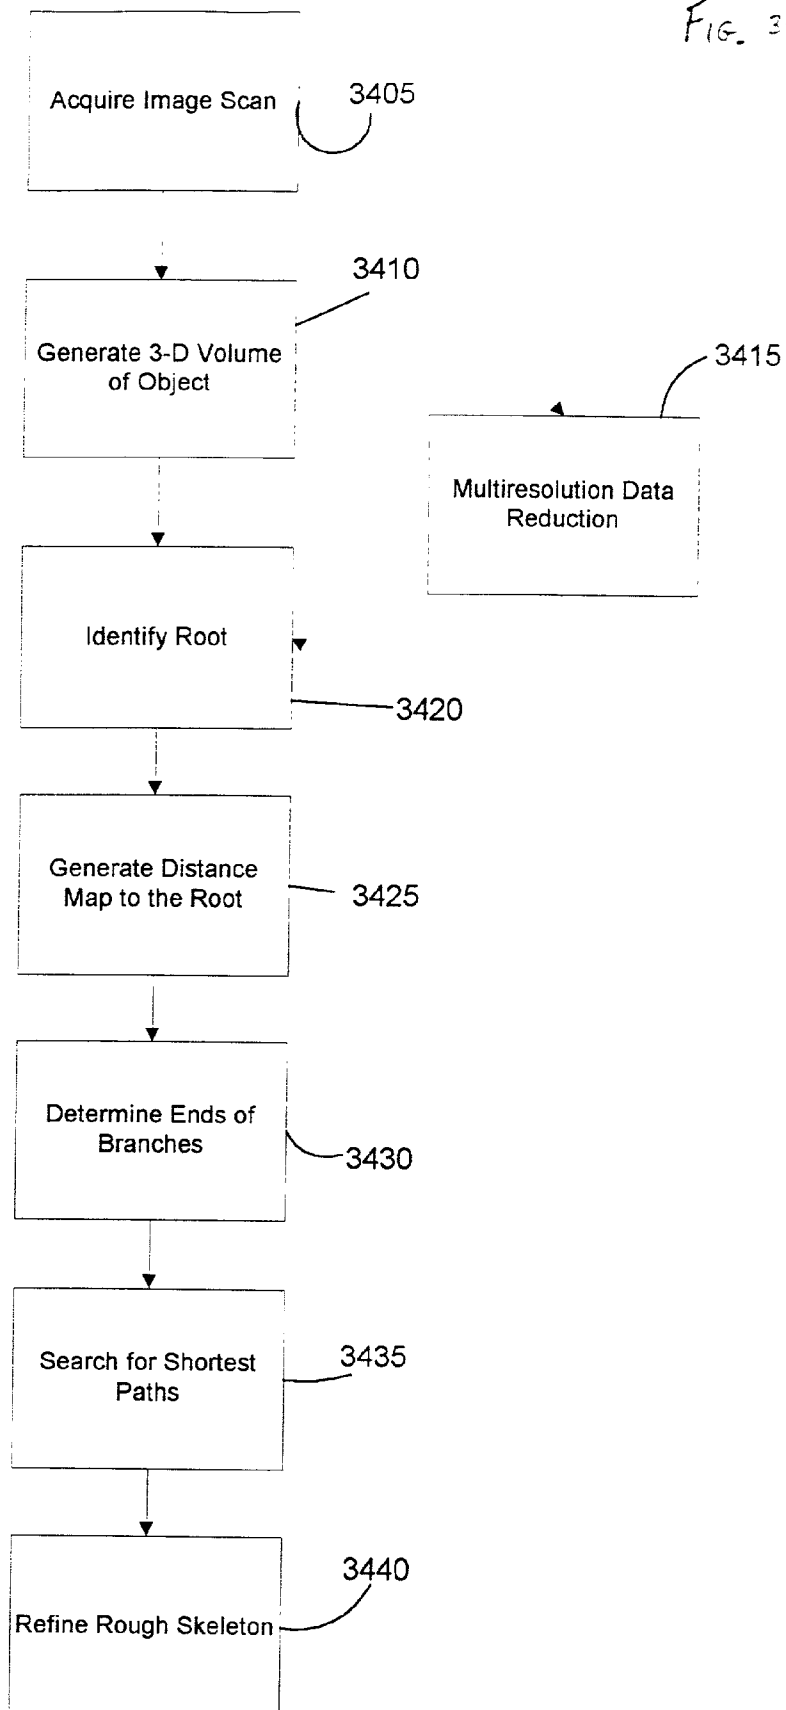 FIG. 3
Acquire Image Scan
3405
3410
Generate 3-D Volume
of Object
3415
Multiresolution Data
Reduction
Identify Root
3420
Generate Distance
Map to the Root
3425
Determine Ends of
Branches
3430
Search for Shortest
Paths
3435
3440
Refine Rough Skeleton